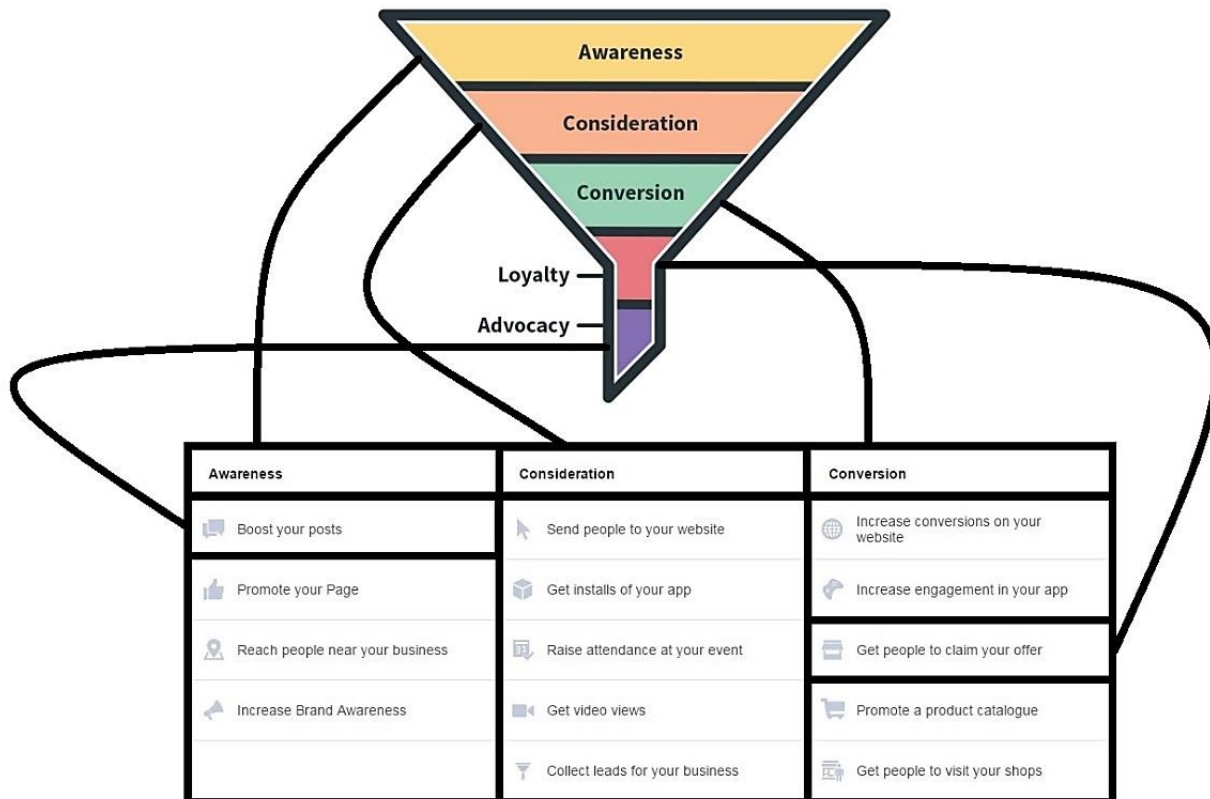 Awareness
Consideration
Conversion
Loyalty
Advocacy
Awareness
Boost your posts
Promote your Page
Reach people near your business
Increase Brand Awareness
Consideration
Send people to your website
Get installs of your app
31
Raise attendance at your event
Get video views
Collect leads for your business
Conversion
Increase conversions on your
website
Increase engagement in your app
Get people to claim your offer
Promote a product catalogue
Get people to visit your shops